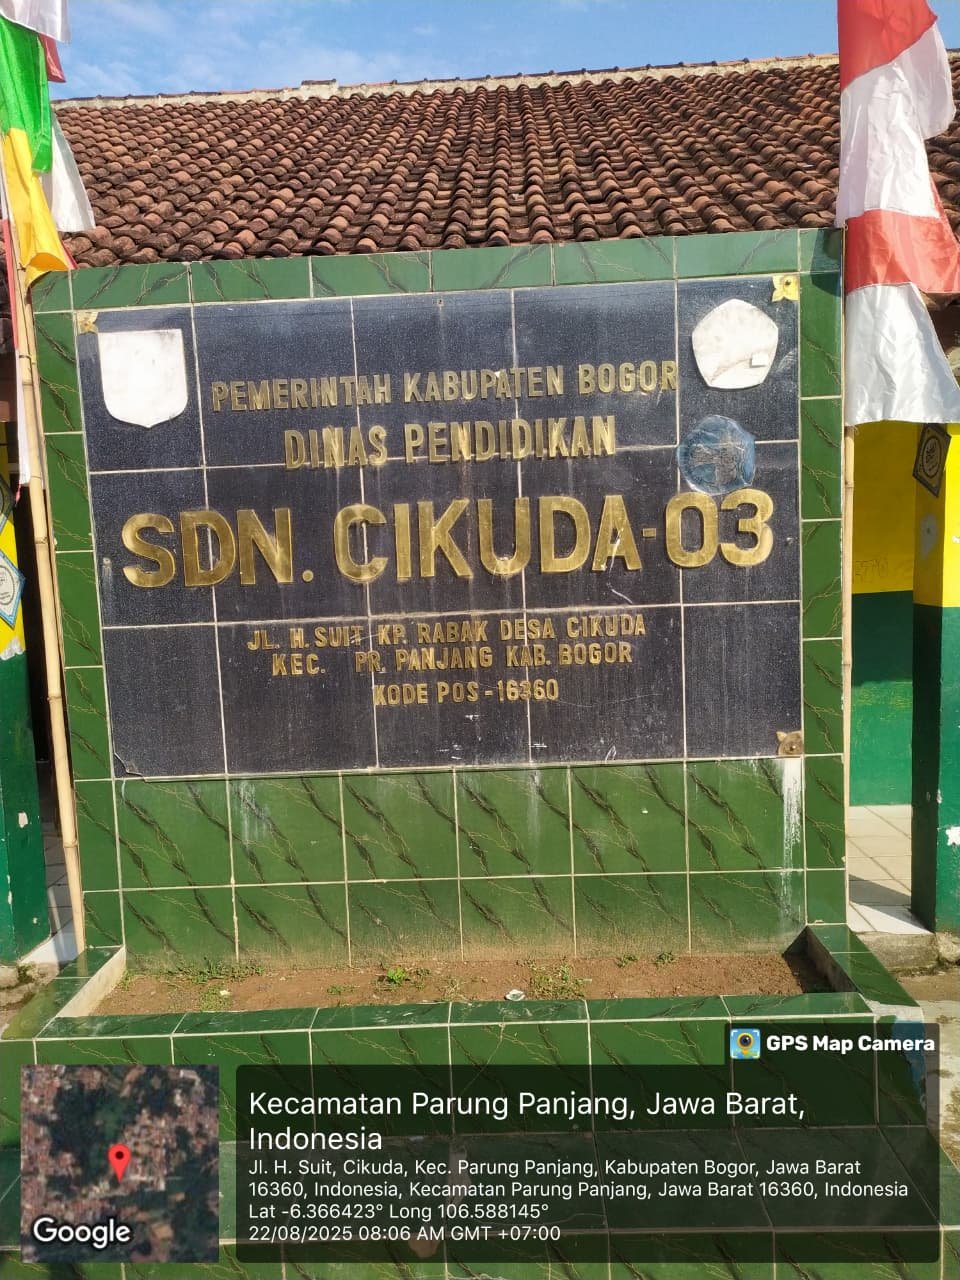 PEMERINTAH KABUPATEN BOGOR
DINAS PENDIDIKAN
SDN. CIKUDA-03
JL. H. SUIT KP. RABAK DESA CIKUDA
KEC. PR. PANJANG KAB. BOGOR
KODE POS - 16360
GPS Map Camera
Kecamatan Parung Panjang, Jawa Barat,
Indonesia
Jl. H. Suit, Cikuda, Kec. Parung Panjang, Kabupaten Bogor, Jawa Barat
16360, Indonesia, Kecamatan Parung Panjang, Jawa Barat 16360, Indonesia
Lat -6.366423° Long 106.588145°
22/08/2025 08:06 AM GMT +07:00
Google